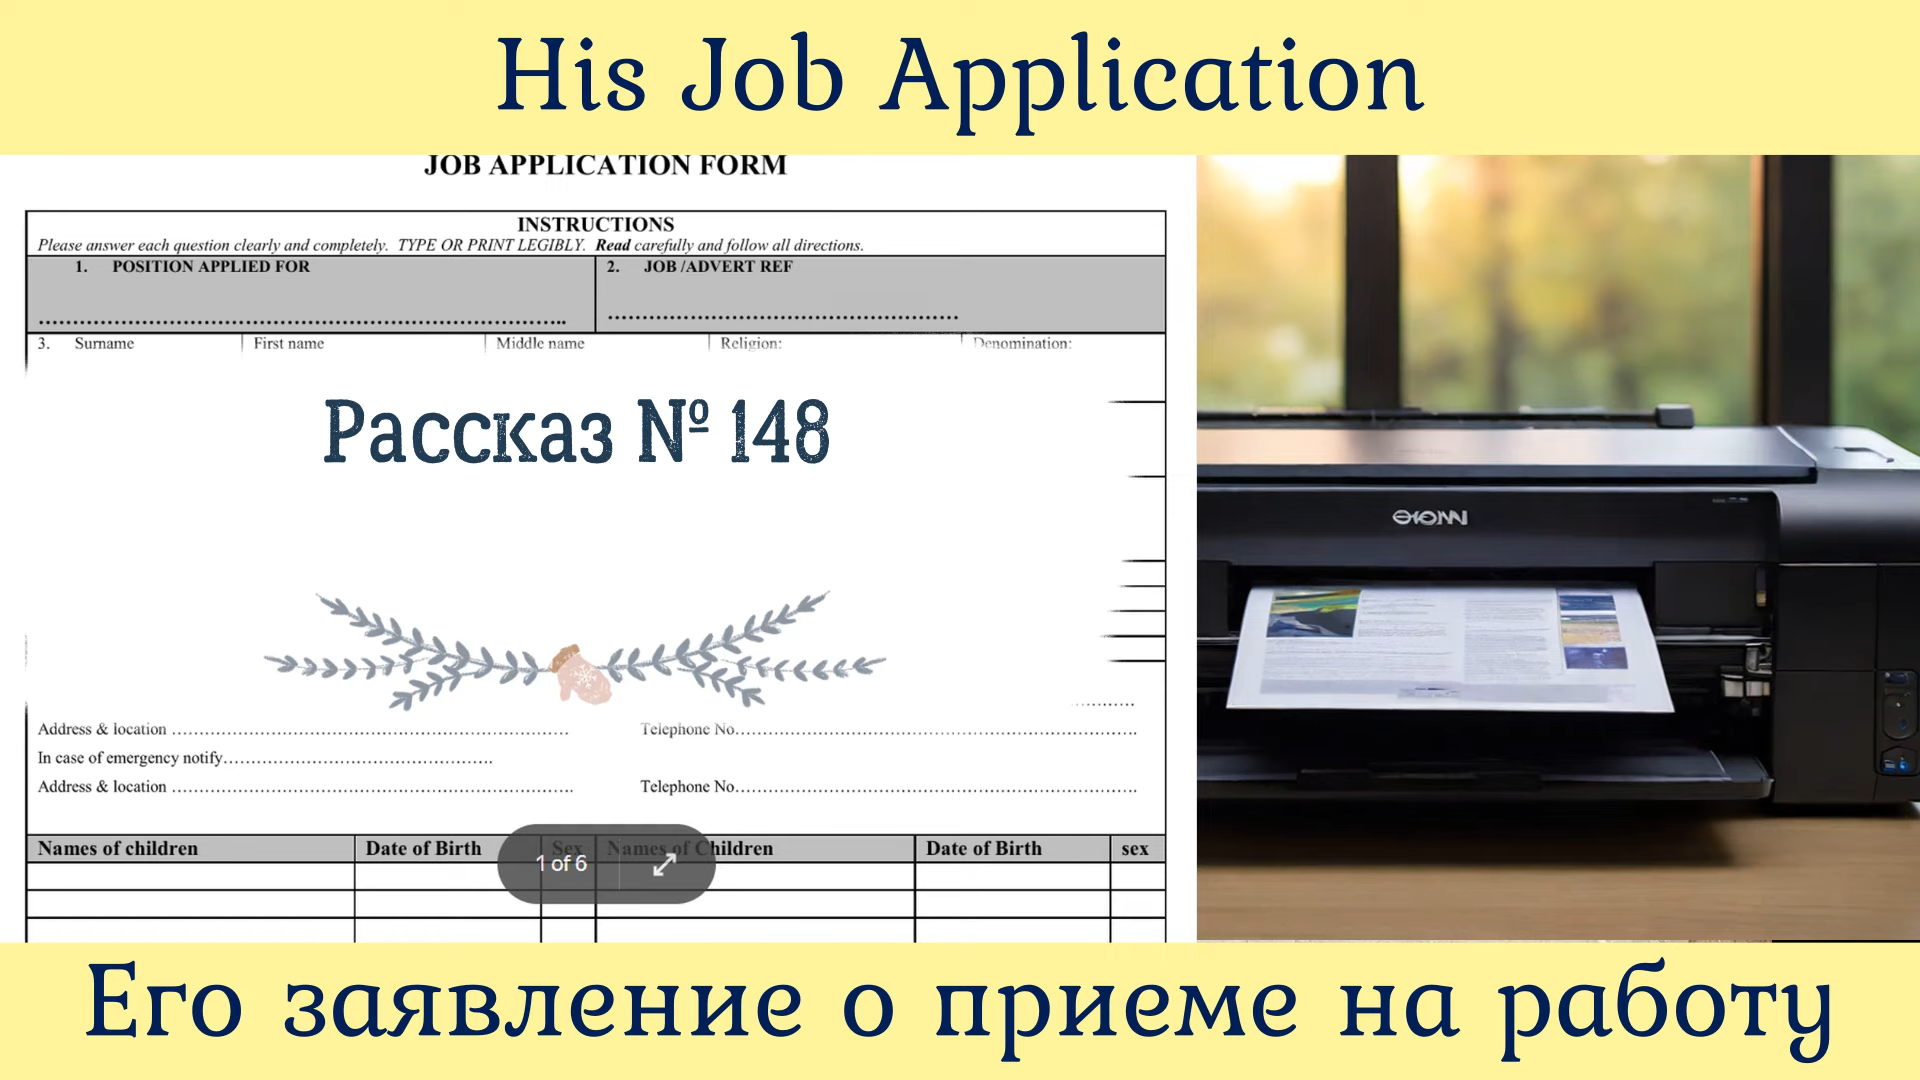 His Job Application
JOB APPLICATION FORM
INSTRUCTIONS
Please answer each question clearly and completely. TYPE OR PRINT LEGIBLY. Read carefully and follow all directions.
1. POSITION APPLIED FOR
2. JOB /ADVERT REF
3. Surname First name Middle name Religion: Denomination:
Рассказ № 148
Address & location
Telephone No
In case of emergency notify
Address & location
Telephone No
Names of children Date of Birth Sex Names of Children Date of Birth sex
1 of 6
Его заявление о приеме на работу